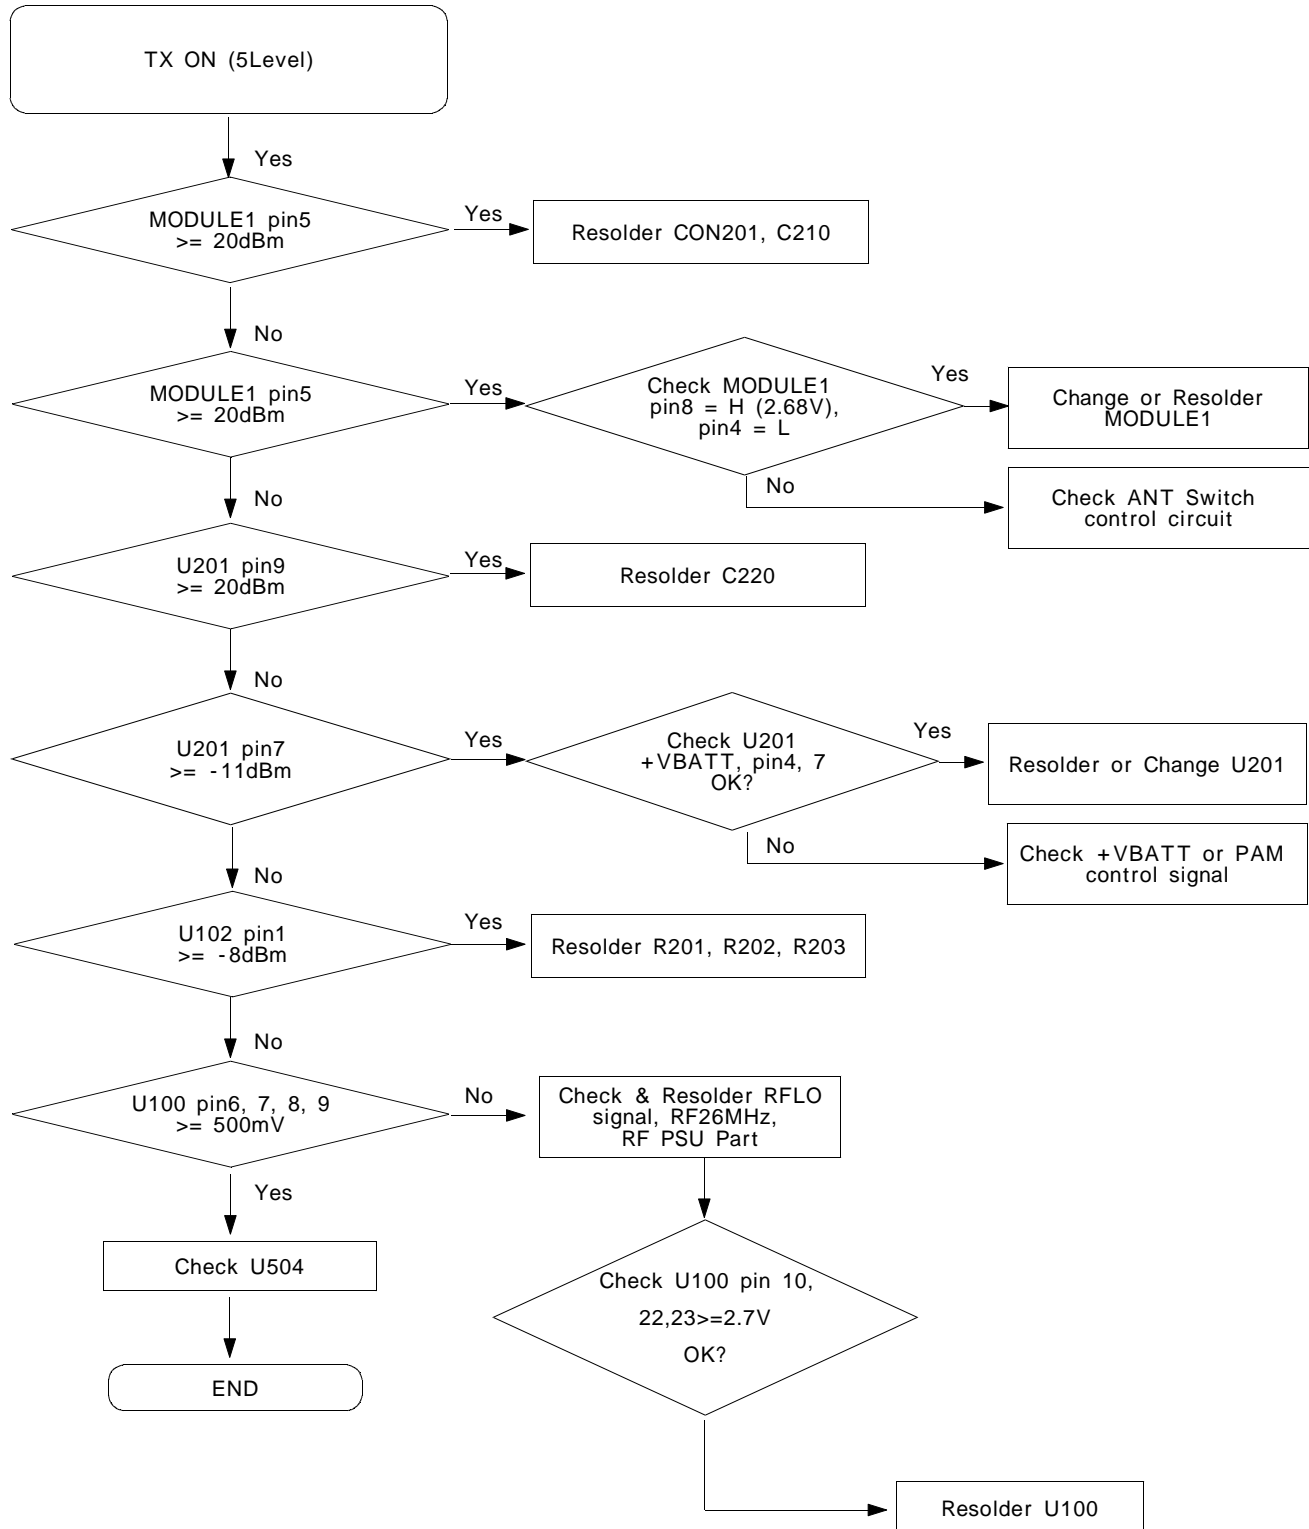 TX ON (5Level)
Yes
MODULE1 pin5
>= 20dBm
Yes
Resolder CON201, C210
No
MODULE1 pin5
>= 20dBm
Yes
Check MODULE1
pin8 = H (2.68V),
pin4 = L
Yes
Change or Resolder
MODULE1
No
Check ANT Switch
control circuit
No
U201 pin9
>= 20dBm
Yes
Resolder C220
No
U201 pin7
>= -11dBm
Yes
Check U201
+VBATT, pin4, 7
OK?
Yes
Resolder or Change U201
No
Check +VBATT or PAM
control signal
No
U102 pin1
>= -8dBm
Yes
Resolder R201, R202, R203
No
U100 pin6, 7, 8, 9
>= 500mV
No
Check & Resolder RFLO
signal, RF26MHz,
RF PSU Part
Yes
Check U504
END
Check U100 pin 10,
22,23>=2.7V
OK?
Resolder U100